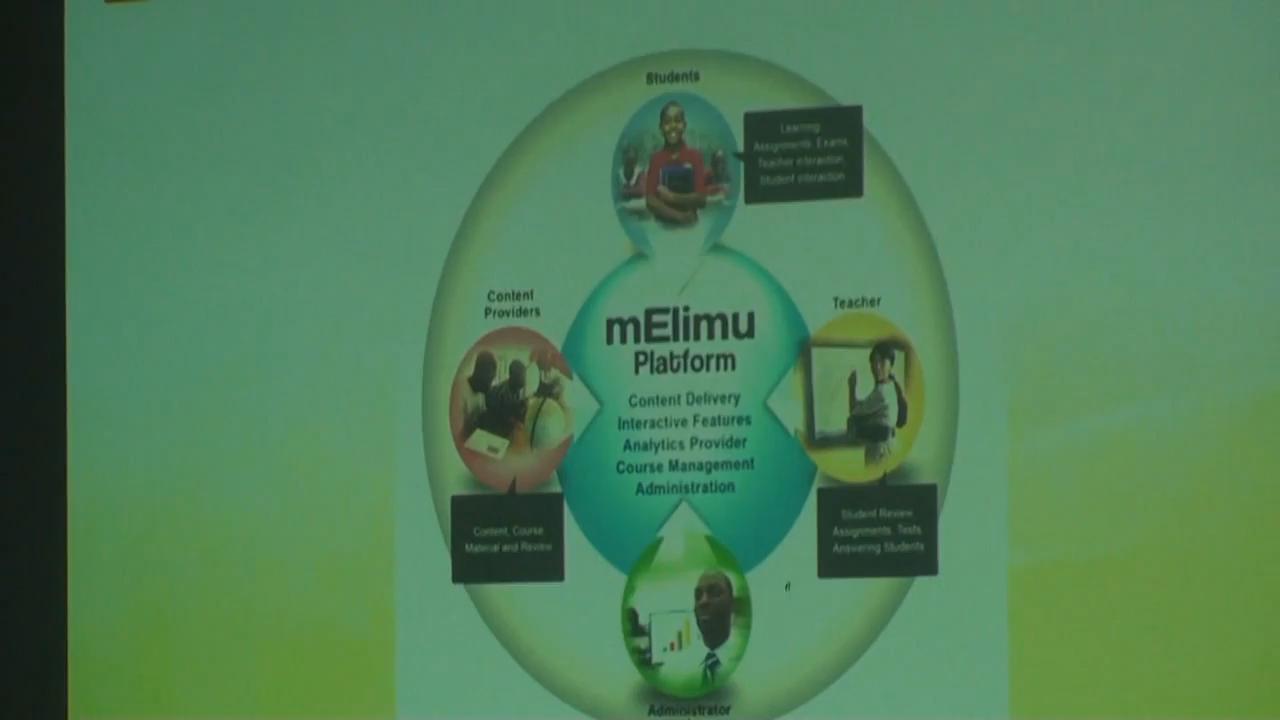 Students
Learning
Assignments, Exams,
Teacher interaction,
Student interaction
Content
Providers
Teacher
mElimu
Platform
Content Delivery
Interactive Features
Analytics Provider
Course Management
Administration
Content, Course
Material and Review
Student Review
Assignments, Tests,
Answering Students
Administrator